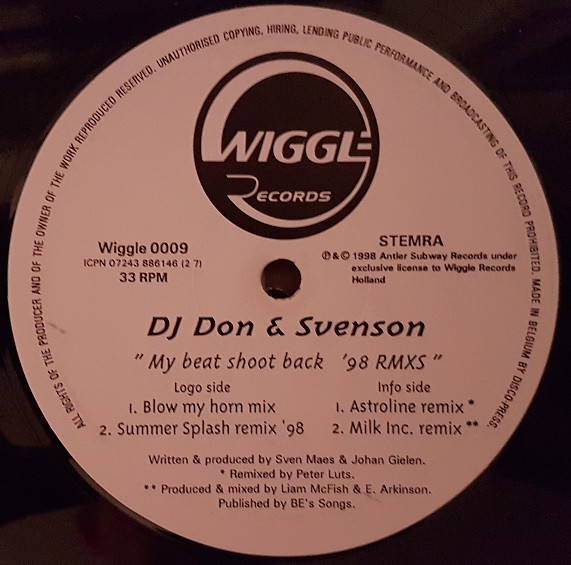 ALL RIGHTS OF THE PRODUCER AND OF THE OWNER OF THE WORK REPRODUCED RESERVED. UNAUTHORISED COPYING, HIRING, LENDING PUBLIC PERFORMANCE AND BROADCASTING OF THIS RECORD PROHIBITED. MADE IN BELGIUM BY DISCO-PRESS.
WIGGLE
RECORDS
Wiggle 0009
ICPN 07243 886146 (2 7)
33 RPM
STEMRA
℗ & © 1998 Antler Subway Records under
exclusive license to Wiggle Records
Holland
DJ Don & Svenson
" My beat shoot back '98 RMXS "
Logo side
1. Blow my horn mix
2. Summer Splash remix '98
Info side
1. Astroline remix *
2. Milk Inc. remix **
Written & produced by Sven Maes & Johan Gielen.
* Remixed by Peter Luts.
** Produced & mixed by Liam McFish & E. Arkinson.
Published by BE's Songs.